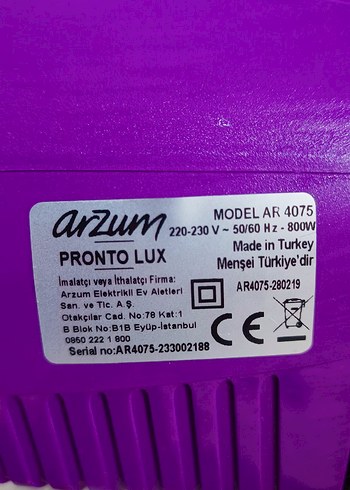 arzum
MODEL AR 4075
220-230 V ~ 50/60 Hz - 800W
PRONTO LUX
Made in Turkey
Menşei Türkiye'dir
İmalatçı veya İthalatçı Firma:
Arzum Elektrikli Ev Aletleri
San. ve Tic. A.Ş.
Otakçılar Cad. No:78 Kat:1
B Blok No:B1B Eyüp-İstanbul
0850 222 1 800
Serial no:AR4075-233002188
AR4075-280219
CE